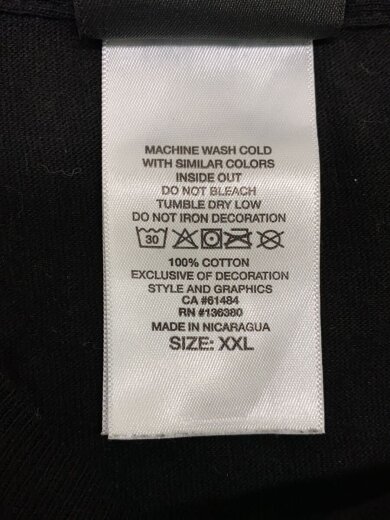 MACHINE WASH COLD
WITH SIMILAR COLORS
INSIDE OUT
DO NOT BLEACH
TUMBLE DRY LOW
DO NOT IRON DECORATION
30
100% COTTON
EXCLUSIVE OF DECORATION
STYLE AND GRAPHICS
CA #61484
RN #136380
MADE IN NICARAGUA
SIZE: XXL